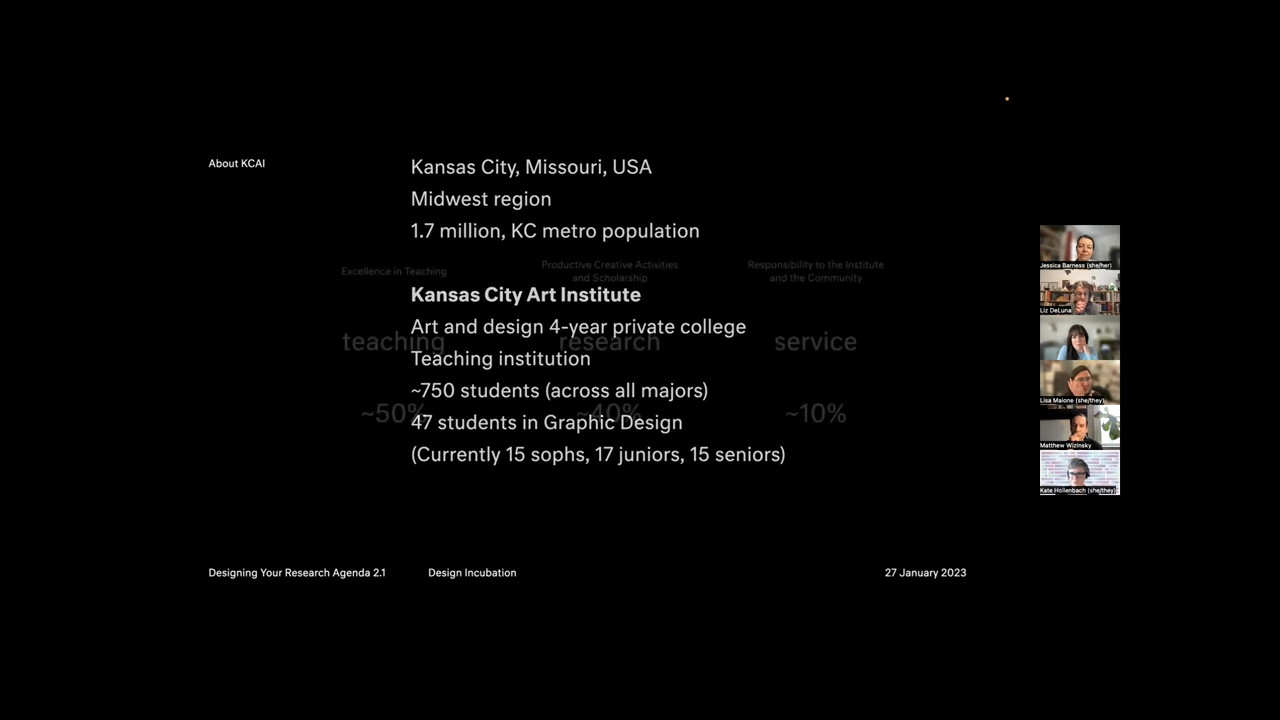 About KCAI
Kansas City, Missouri, USA
Midwest region
1.7 million, KC metro population
Excellence in Teaching
Productive Creative Activities
and Scholarship
Responsibility to the Institute
and the Community
Kansas City Art Institute
Art and design 4-year private college
teaching
research
service
Teaching institution
~750 students (across all majors)
~50%
~40%
~10%
47 students in Graphic Design
(Currently 15 sophs, 17 juniors, 15 seniors)
Designing Your Research Agenda 2.1
Design Incubation
27 January 2023
Jessica Barness (she/her)
Liz DeLuna
Lisa Maione (she/they)
Matthew Wizinsky
Kate Hollenbach (she/they)